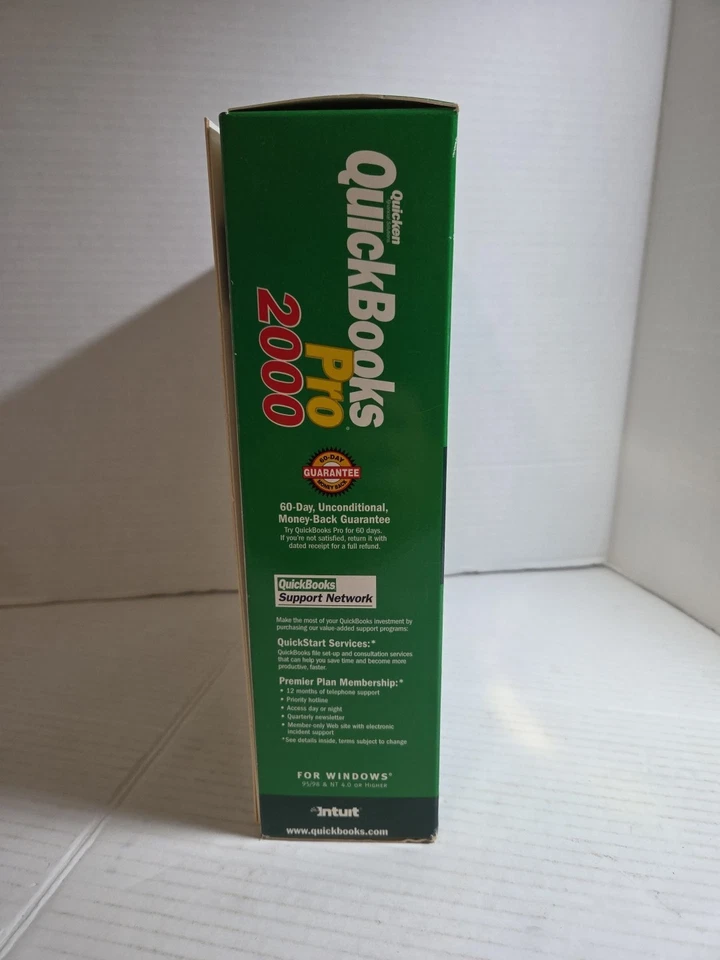 Quicken
QuickBooks
Pro
2000
60-DAY
GUARANTEE
MONEY BACK
60-Day, Unconditional,
Money-Back Guarantee
Try QuickBooks Pro for 60 days.
If you're not satisfied, return it with
dated receipt for a full refund.
QuickBooks
Support Network
Make the most of your QuickBooks investment by
purchasing our value-added support programs:
QuickStart Services:*
QuickBooks file set-up and consultation services
that can help you save time and become more
productive, faster.
Premier Plan Membership:*
• 12 months of telephone support
• Priority hotline
• Access day or night
• Quarterly newsletter
• Member-only Web site with electronic
incident support
*See details inside, terms subject to change
FOR WINDOWS®
95/98 & NT 4.0 OR HIGHER
Intuit
www.quickbooks.com